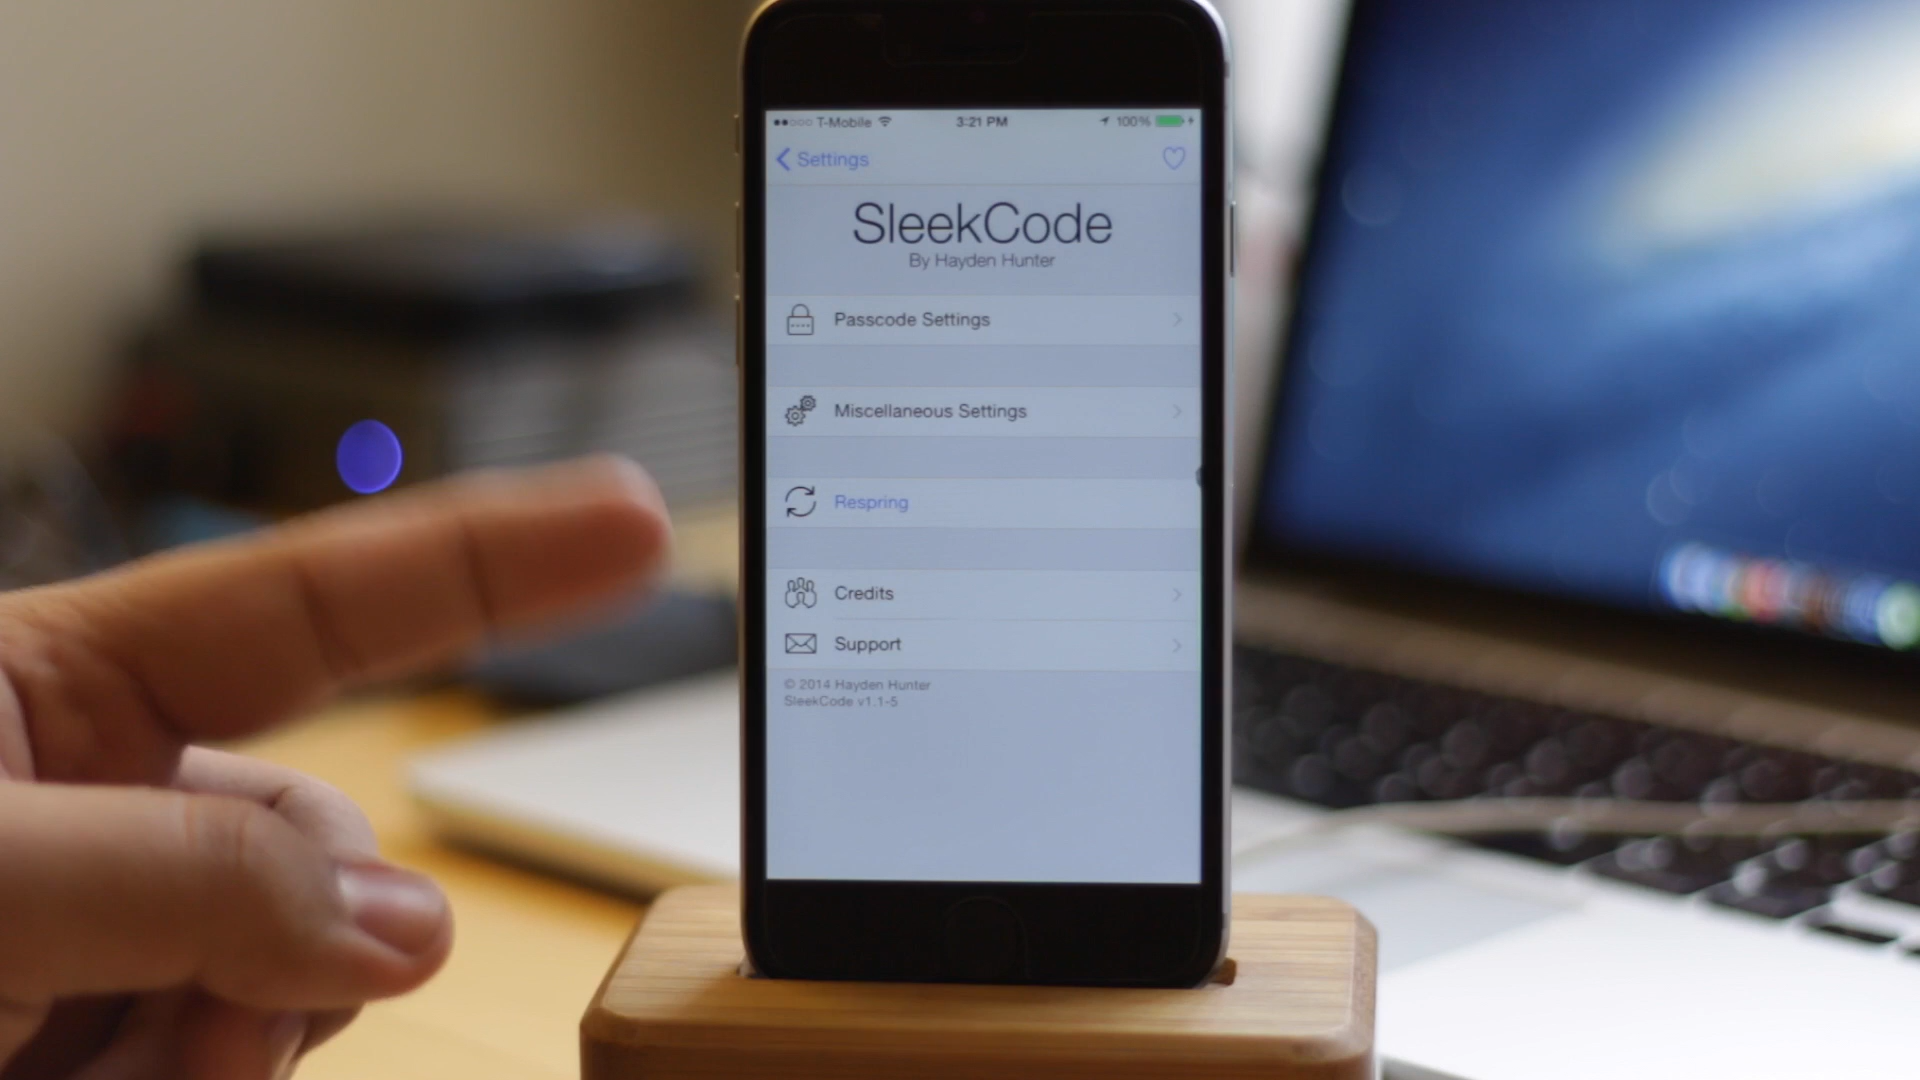 T-Mobile 3:21 PM 100%
Settings
SleekCode
By Hayden Hunter
Passcode Settings
Miscellaneous Settings
Respring
Credits
Support
© 2014 Hayden Hunter
SleekCode v1.1-5